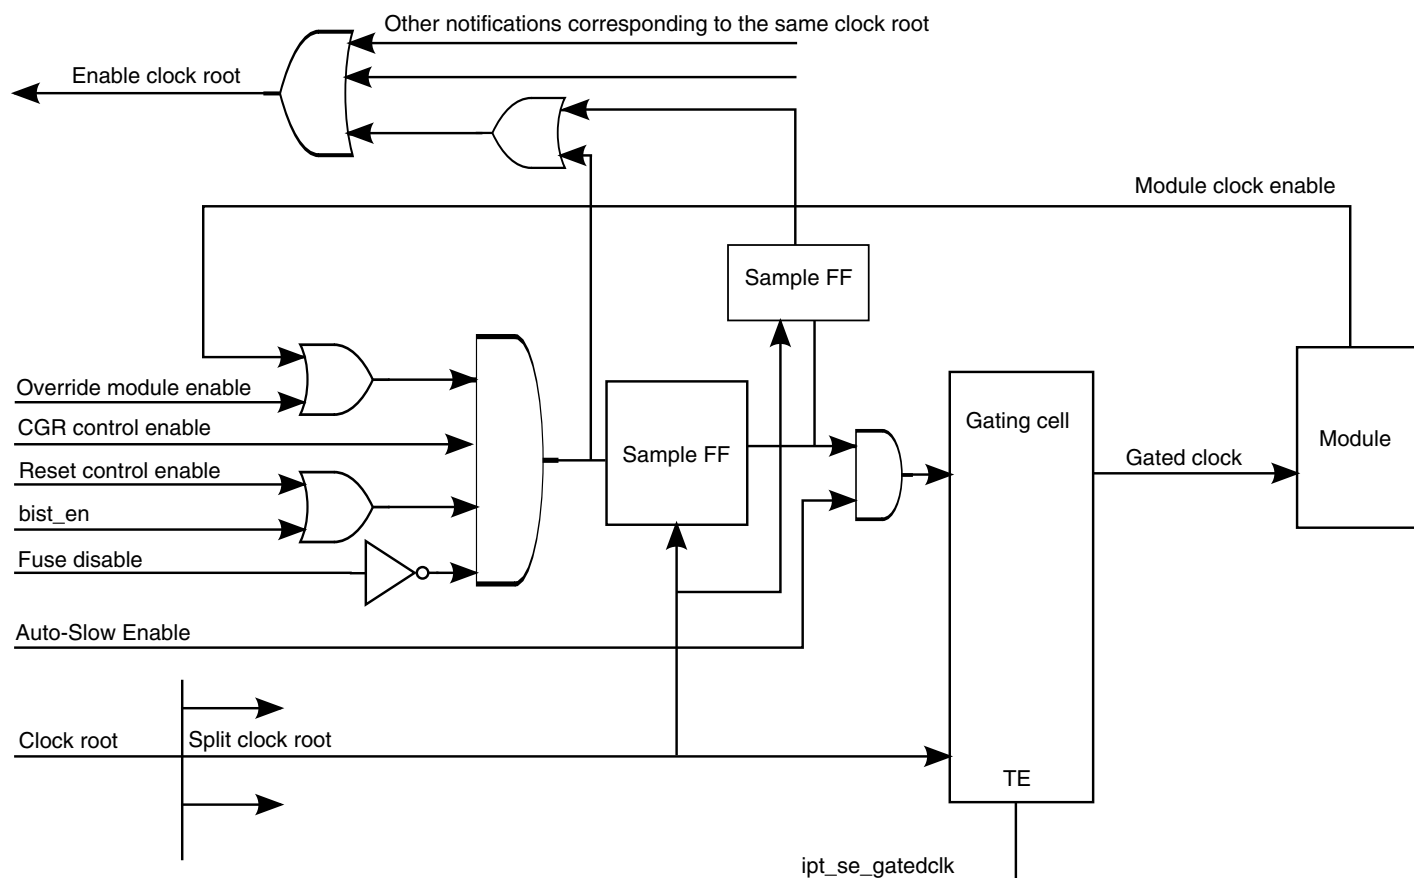 Other notifications corresponding to the same clock root
Enable clock root
Module clock enable
Sample FF
Override module enable
CGR control enable
Reset control enable
bist_en
Fuse disable
Sample FF
Gating cell
Module
Gated clock
Auto-Slow Enable
Clock root
Split clock root
TE
ipt_se_gatedclk